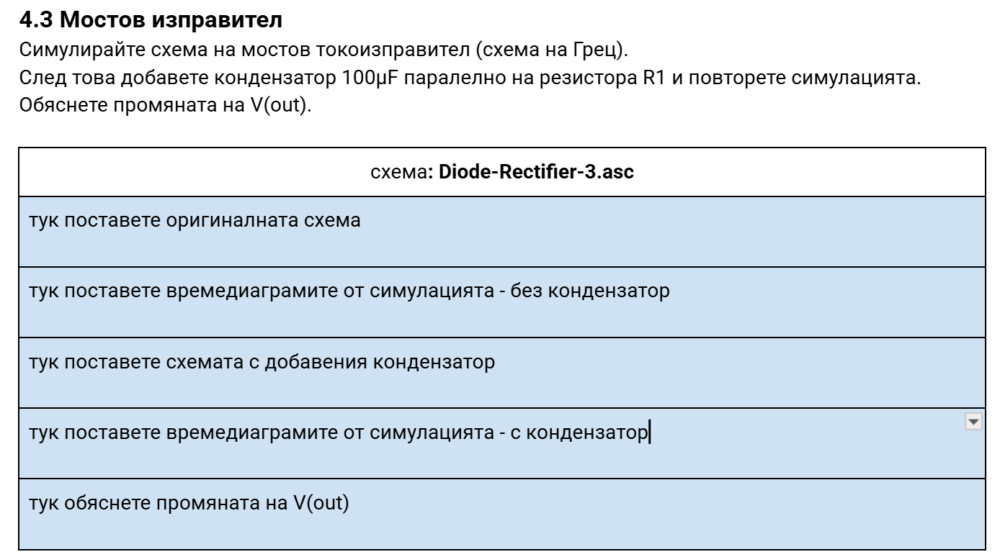 4.3 Мостов изправител
Симулирайте схема на мостов токоизправител (схема на Грец).
След това добавете кондензатор 100µF паралелно на резистора R1 и повторете симулацията.
Обяснете промяната на V(out).
схема: Diode-Rectifier-3.asc
тук поставете оригиналната схема
тук поставете времедиаграмите от симулацията - без кондензатор
тук поставете схемата с добавения кондензатор
тук поставете времедиаграмите от симулацията - с кондензатор
тук обяснете промяната на V(out)